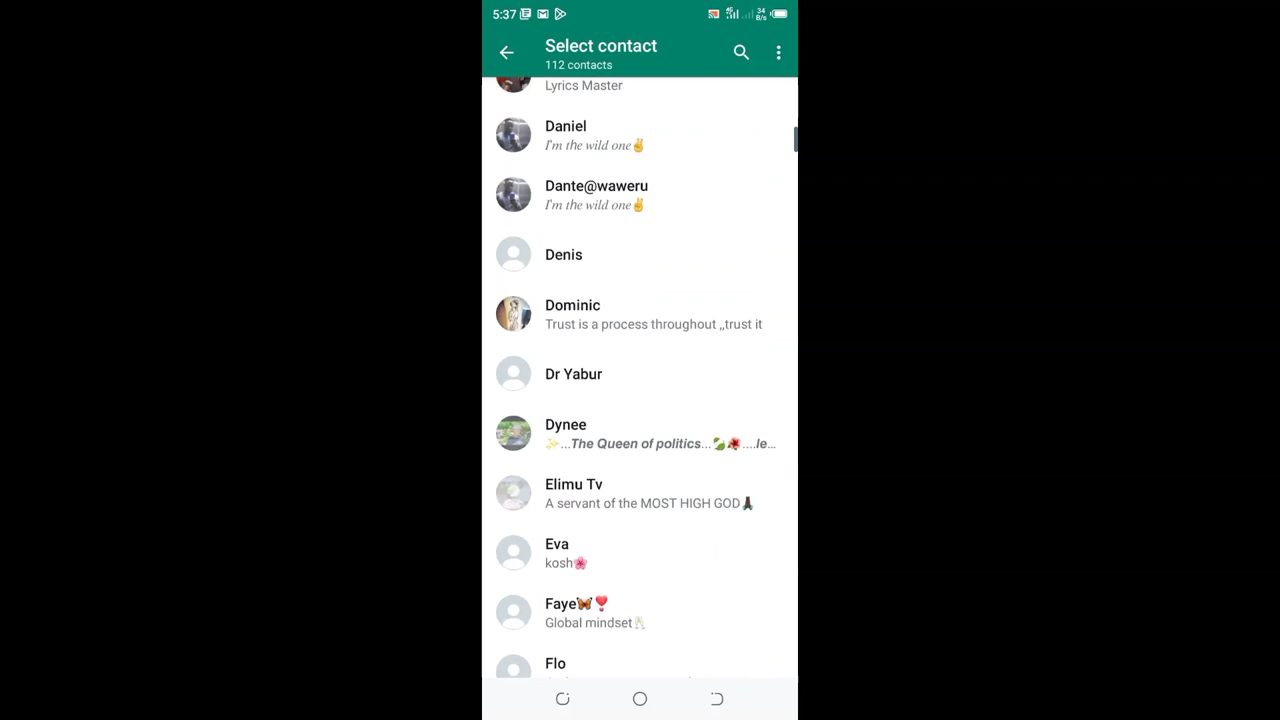 5:37
4G
34
B/s
Select contact
112 contacts
Lyrics Master
Daniel
I'm the wild one✌
Dante@waweru
I'm the wild one✌
Denis
Dominic
Trust is a process throughout ,,trust it
Dr Yabur
Dynee
✨...The Queen of politics...🍃🌺....le...
Elimu Tv
A servant of the MOST HIGH GOD
Eva
kosh🌸
Faye🦋❣️
Global mindset🥂
Flo